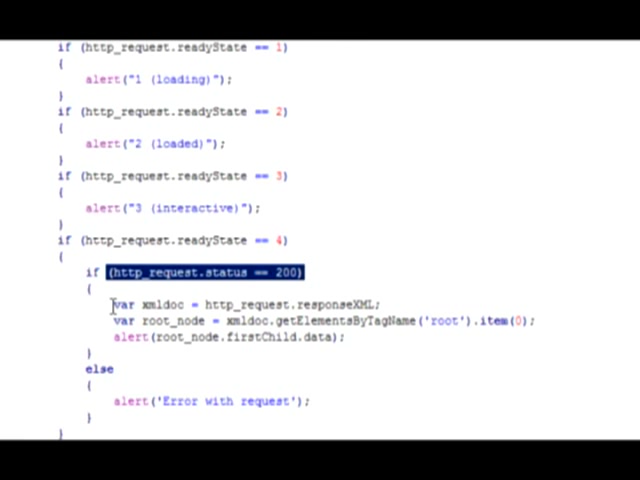 if (http_request.readyState == 1)
{
alert("1 (loading)");
}
if (http_request.readyState == 2)
{
alert("2 (loaded)");
}
if (http_request.readyState == 3)
{
alert("3 (interactive)");
}
if (http_request.readyState == 4)
{
if (http_request.status == 200)
{
var xmldoc = http_request.responseXML;
var root_node = xmldoc.getElementsByTagName('root').item(0);
alert(root_node.firstChild.data);
}
else
{
alert('Error with request');
}
}